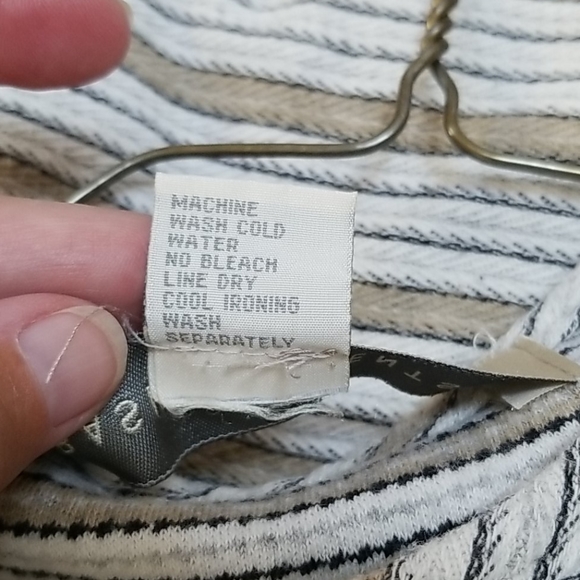 MACHINE
WASH COLD
WATER
NO BLEACH
LINE DRY
COOL IRONING
WASH
SEPARATELY